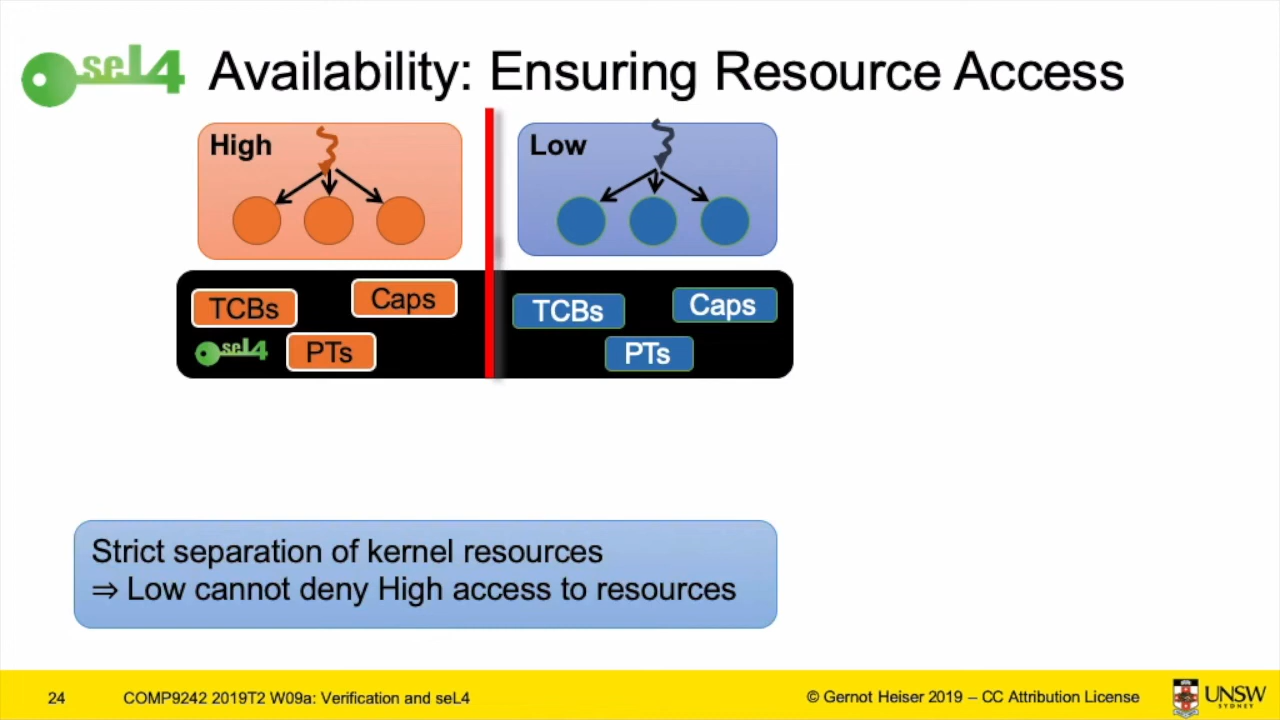 seL4
Availability: Ensuring Resource Access
High
Low
TCBs
Caps
seL4
PTs
TCBs
Caps
PTs
Strict separation of kernel resources
⇒ Low cannot deny High access to resources
24
COMP9242 2019T2 W09a: Verification and seL4
© Gernot Heiser 2019 – CC Attribution License
UNSW
SYDNEY